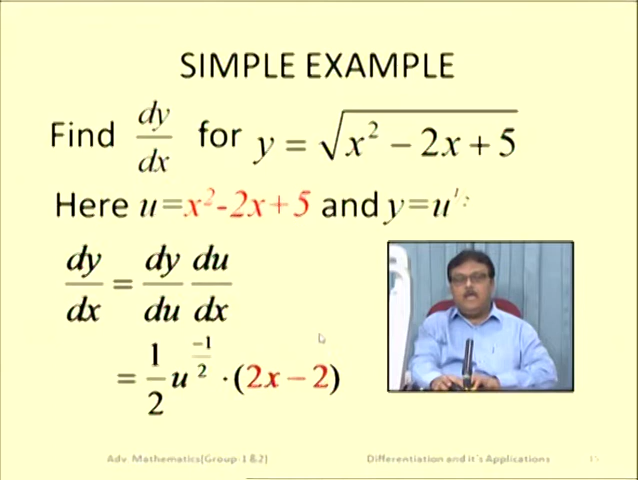 SIMPLE EXAMPLE
Find dy/dx for y = √(x² − 2x + 5)
Here u=x²-2x+5 and y=u
dy/dx = dy/du du/dx
= 1/2 u^(−1/2) · (2x − 2)
Adv. Mathematics(Group-1&2) Differentiation and it's Applications